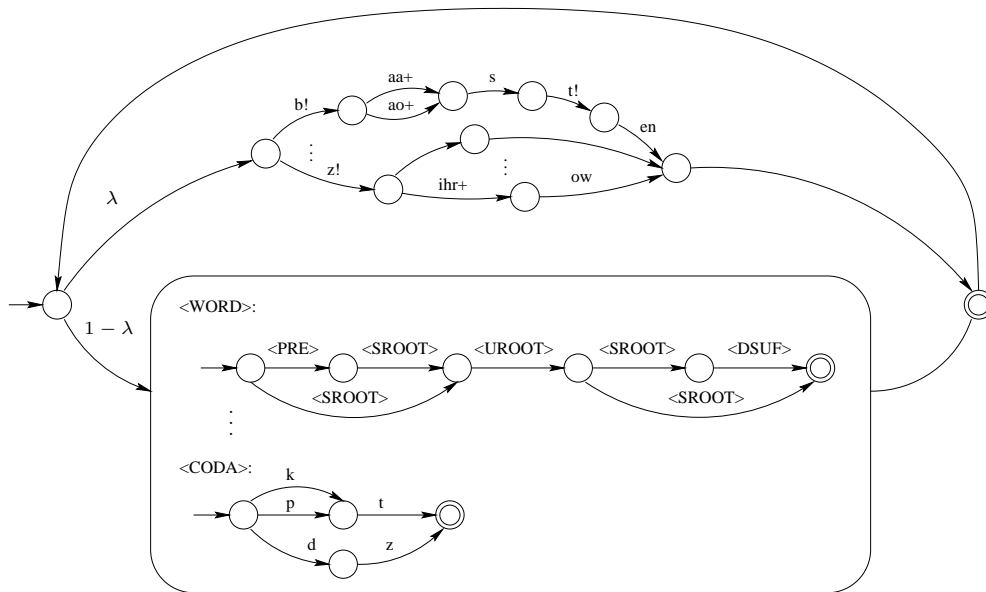 aa+
s
b!
ao+
t!
en
⋮
z!
⋮
ihr+
ow
λ
1 − λ
<WORD>:
<PRE> <SROOT> <UROOT> <SROOT> <DSUF>
<SROOT> <SROOT>
⋮
<CODA>:
k
p t
d z